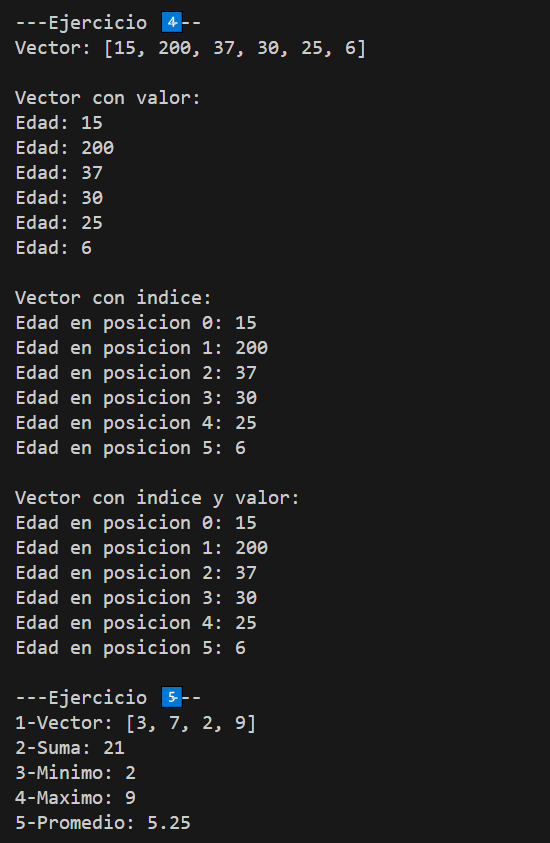 ---Ejercicio 4️⃣--
Vector: [15, 200, 37, 30, 25, 6]
Vector con valor:
Edad: 15
Edad: 200
Edad: 37
Edad: 30
Edad: 25
Edad: 6
Vector con indice:
Edad en posicion 0: 15
Edad en posicion 1: 200
Edad en posicion 2: 37
Edad en posicion 3: 30
Edad en posicion 4: 25
Edad en posicion 5: 6
Vector con indice y valor:
Edad en posicion 0: 15
Edad en posicion 1: 200
Edad en posicion 2: 37
Edad en posicion 3: 30
Edad en posicion 4: 25
Edad en posicion 5: 6
---Ejercicio 5️⃣--
1-Vector: [3, 7, 2, 9]
2-Suma: 21
3-Minimo: 2
4-Maximo: 9
5-Promedio: 5.25